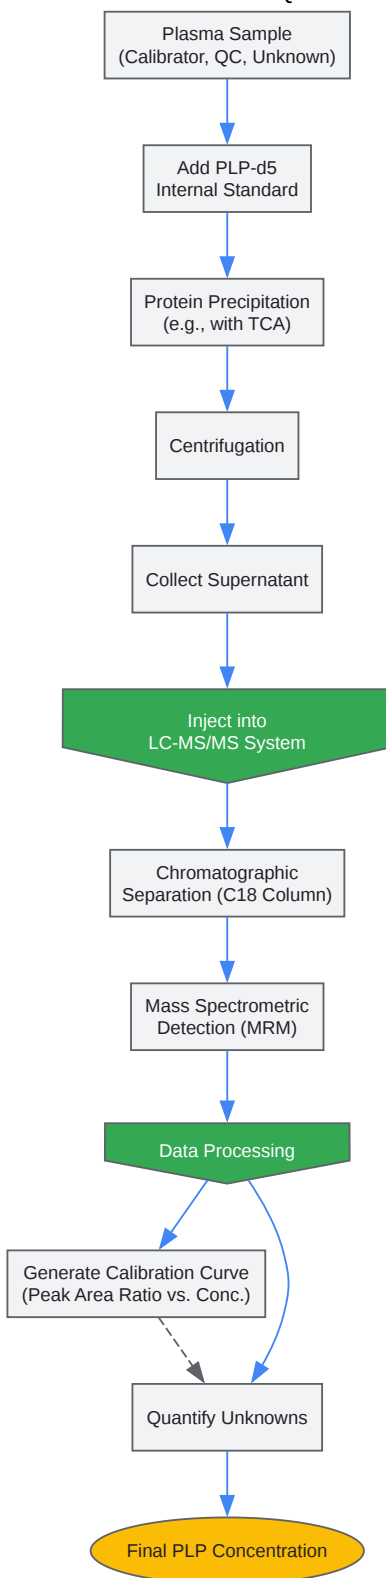 Plasma Sample
(Calibrator, QC, Unknown)
Add PLP-d5
Internal Standard
Protein Precipitation
(e.g., with TCA)
Centrifugation
Collect Supernatant
Inject into
LC-MS/MS System
Chromatographic
Separation (C18 Column)
Mass Spectrometric
Detection (MRM)
Data Processing
Generate Calibration Curve
(Peak Area Ratio vs. Conc.)
Quantify Unknowns
Final PLP Concentration